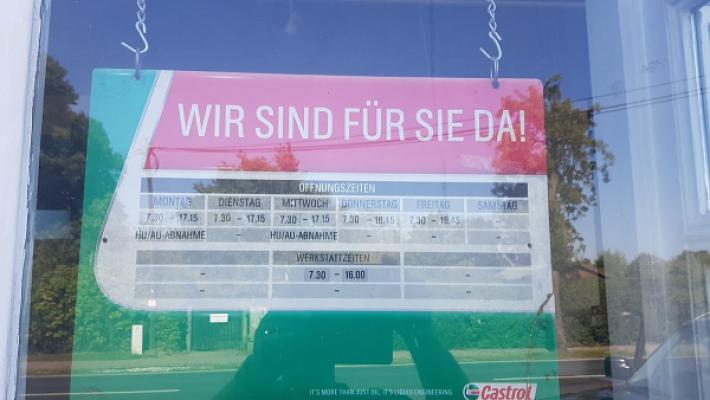 WIR SIND FÜR SIE DA!
ÖFFNUNGSZEITEN
MONTAG DIENSTAG MITTWOCH DONNERSTAG FREITAG SAMSTAG
7.30 - 17.15 7.30 - 17.15 7.30 - 17.15 7.30 - 16.45 7.30 - 16.45 -
HU/AU-ABNAHME - HU/AU-ABNAHME - - -
WERKSTATTZEITEN
- 7.30 - 16.00 -
- - -
IT'S MORE THAN JUST OIL. IT'S LIQUID ENGINEERING.
Castrol